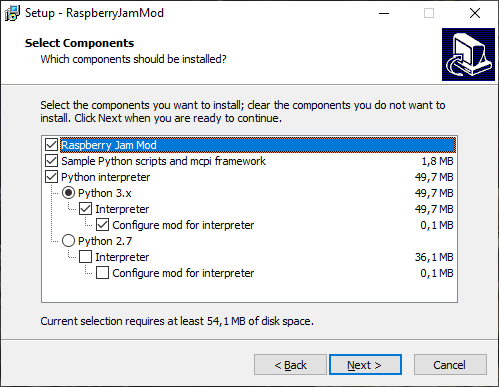 Setup - RaspberryJamMod
Select Components
Which components should be installed?
Select the components you want to install; clear the components you do not want to
install. Click Next when you are ready to continue.
Raspberry Jam Mod
Sample Python scripts and mcpi framework 1,8 MB
Python interpreter 49,7 MB
Python 3.x 49,7 MB
Interpreter 49,7 MB
Configure mod for interpreter 0,1 MB
Python 2.7
Interpreter 36,1 MB
Configure mod for interpreter 0,1 MB
Current selection requires at least 54,1 MB of disk space.
< Back Next > Cancel